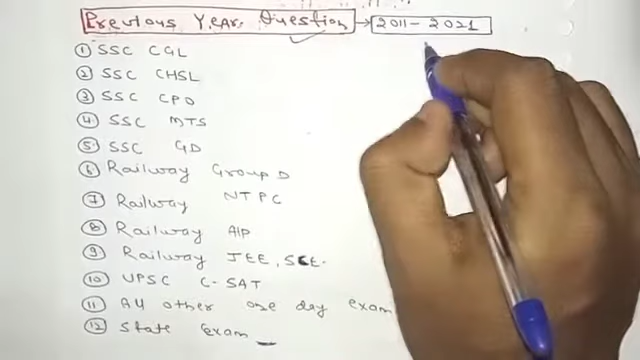 Previous Year Question → 2011-2021
① SSC CGL
② SSC CHSL
③ SSC CPO
④ SSC MTS
⑤ SSC GD
⑥ Railway Group D
⑦ Railway NTPC
⑧ Railway AlP
⑨ Railway JEE, SSE.
⑩ UPSC C-SAT
⑪ All other one day exam
⑫ State Exam